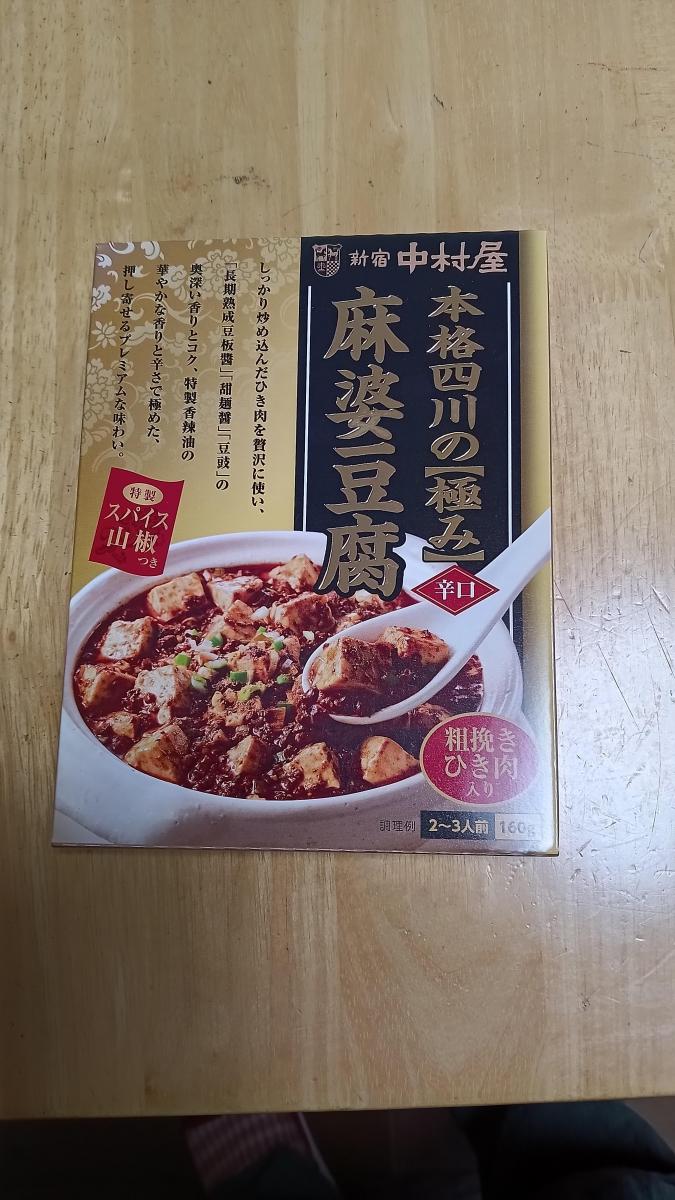 新宿 中村屋
本格四川の【極み】
麻婆豆腐
辛口
しっかり炒め込んだひき肉を贅沢に使い、
「長期熟成豆板醬」「甜麺醬」「豆豉」の
奥深い香りとコク、特製香辣油の
華やかな香りと辛さで極めた、
押し寄せるプレミアムな味わい。
特製
スパイス
山椒
つき
粗挽き
ひき肉
入り
調理例 2〜3人前 160g